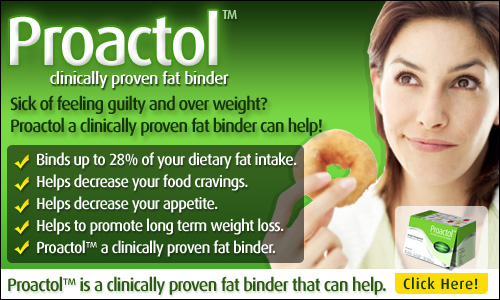 Proactol™
clinically proven fat binder
Sick of feeling guilty and over weight?
Proactol a clinically proven fat binder can help!
Binds up to 28% of your dietary fat intake.
Helps decrease your food cravings.
Helps decrease your appetite.
Helps to promote long term weight loss.
Proactol™ a clinically proven fat binder.
Proactol
Proactol™ is a clinically proven fat binder that can help.
Click Here!